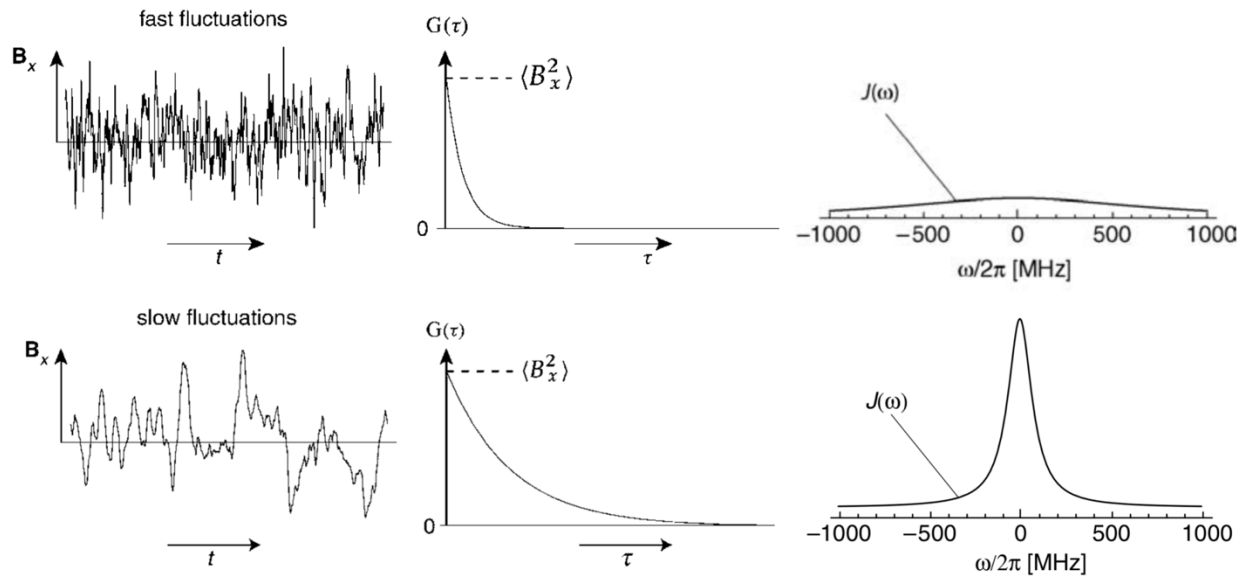 fast fluctuations
B_x
t
G(τ)
⟨B_x^2⟩
0
τ
J(ω)
−1000 −500 0 500 1000
ω/2π [MHz]
slow fluctuations
B_x
t
G(τ)
⟨B_x^2⟩
0
τ
J(ω)
−1000 −500 0 500 1000
ω/2π [MHz]